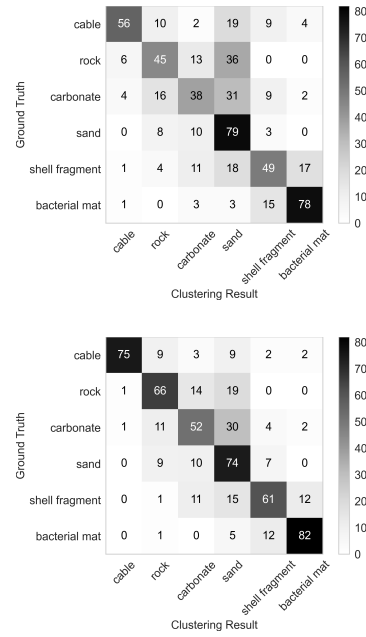 80
cable 56 10 2 19 9 4
70
rock 6 45 13 36 0 0
60
50
carbonate 4 16 38 31 9 2
40
sand 0 8 10 79 3 0
30
shell fragment 1 4 11 18 49 17
20
10
bacterial mat 1 0 3 3 15 78
0
Ground Truth
cable rock carbonate sand shell fragment bacterial mat
Clustering Result
80
cable 75 9 3 9 2 2
70
rock 1 66 14 19 0 0
60
50
carbonate 1 11 52 30 4 2
40
sand 0 9 10 74 7 0
30
shell fragment 0 1 11 15 61 12
20
10
bacterial mat 0 1 0 5 12 82
0
Ground Truth
cable rock carbonate sand shell fragment bacterial mat
Clustering Result